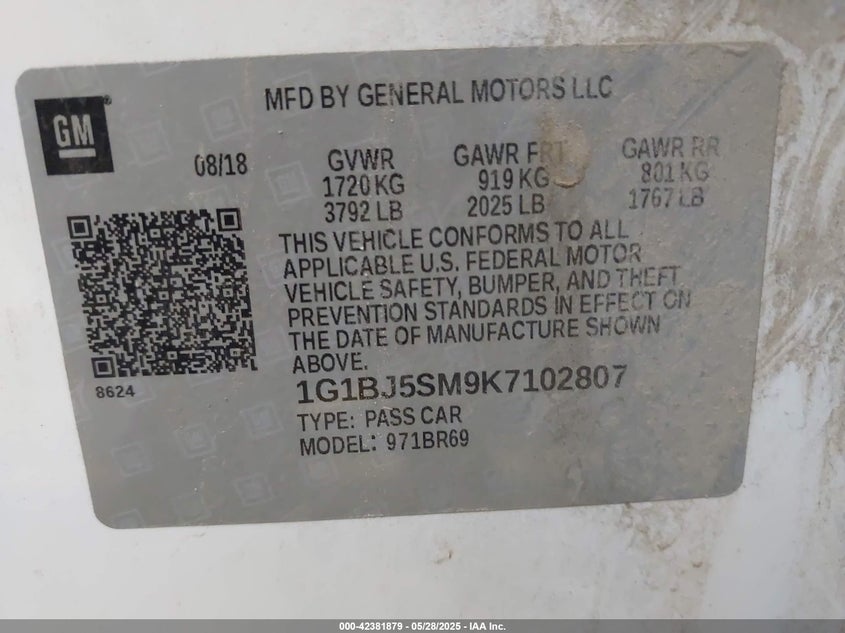 MFD BY GENERAL MOTORS LLC
GM
08/18
GVWR GAWR FRT GAWR RR
1720 KG 919 KG 801 KG
3792 LB 2025 LB 1767 LB
THIS VEHICLE CONFORMS TO ALL
APPLICABLE U.S. FEDERAL MOTOR
VEHICLE SAFETY, BUMPER, AND THEFT
PREVENTION STANDARDS IN EFFECT ON
THE DATE OF MANUFACTURE SHOWN
ABOVE.
8624
1G1BJ5SM9K7102807
TYPE: PASS CAR
MODEL: 971BR69
000-42381879 / 05/28/2025 - IAA Inc.